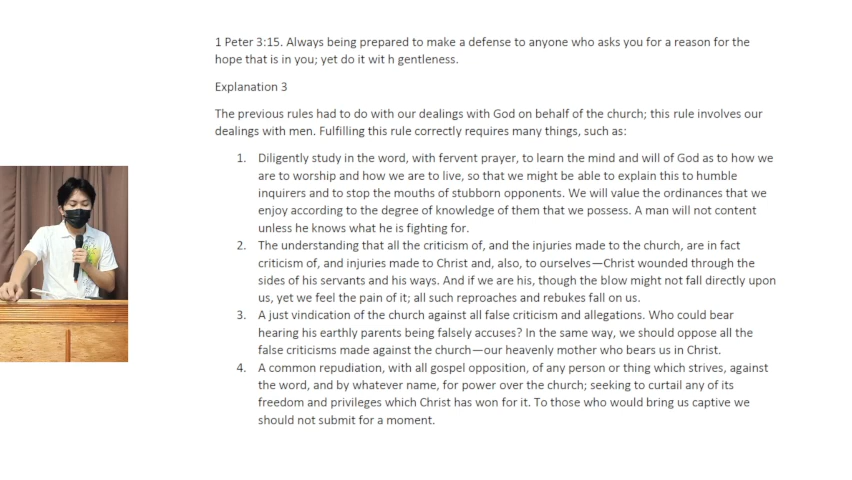 1 Peter 3:15. Always being prepared to make a defense to anyone who asks you for a reason for the
hope that is in you; yet do it wit h gentleness.
Explanation 3
The previous rules had to do with our dealings with God on behalf of the church; this rule involves our
dealings with men. Fulfilling this rule correctly requires many things, such as:
1. Diligently study in the word, with fervent prayer, to learn the mind and will of God as to how we
are to worship and how we are to live, so that we might be able to explain this to humble
inquirers and to stop the mouths of stubborn opponents. We will value the ordinances that we
enjoy according to the degree of knowledge of them that we possess. A man will not content
unless he knows what he is fighting for.
2. The understanding that all the criticism of, and the injuries made to the church, are in fact
criticism of, and injuries made to Christ and, also, to ourselves—Christ wounded through the
sides of his servants and his ways. And if we are his, though the blow might not fall directly upon
us, yet we feel the pain of it; all such reproaches and rebukes fall on us.
3. A just vindication of the church against all false criticism and allegations. Who could bear
hearing his earthly parents being falsely accuses? In the same way, we should oppose all the
false criticisms made against the church—our heavenly mother who bears us in Christ.
4. A common repudiation, with all gospel opposition, of any person or thing which strives, against
the word, and by whatever name, for power over the church; seeking to curtail any of its
freedom and privileges which Christ has won for it. To those who would bring us captive we
should not submit for a moment.